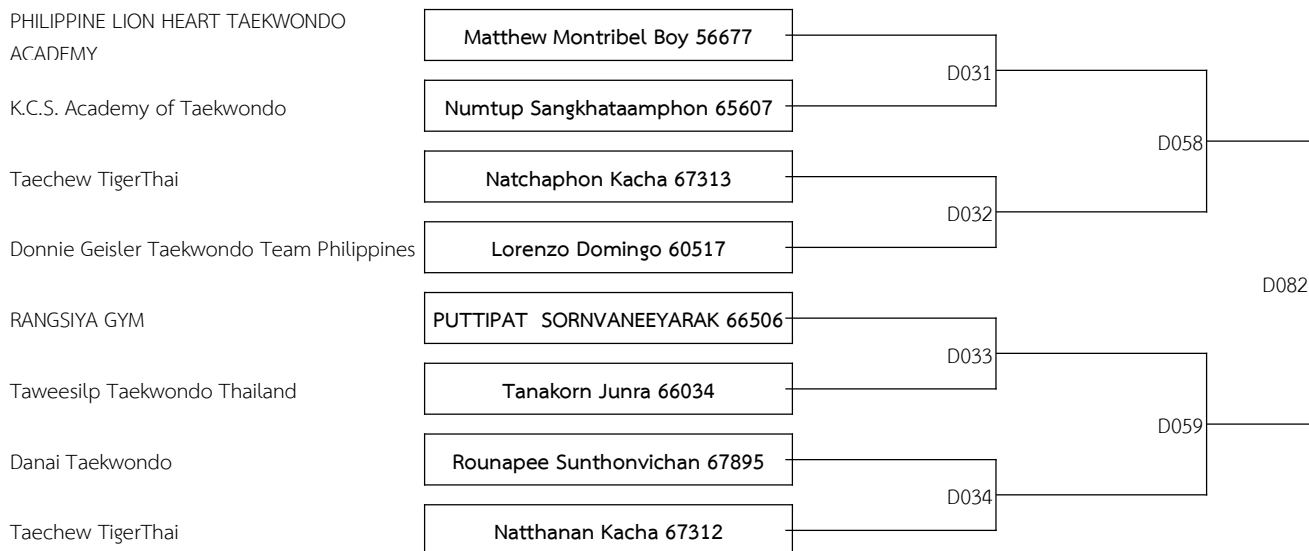 PHILIPPINE LION HEART TAEKWONDO
ACADEMY
Matthew Montribel Boy 56677
D031
K.C.S. Academy of Taekwondo
Numtup Sangkhataamphon 65607
D058
Taechew TigerThai
Natchaphon Kacha 67313
D032
Donnie Geisler Taekwondo Team Philippines
Lorenzo Domingo 60517
D082
RANGSIYA GYM
PUTTIPAT SORNVANEEYARAK 66506
D033
Taweesilp Taekwondo Thailand
Tanakorn Junra 66034
D059
Danai Taekwondo
Rounapee Sunthonvichan 67895
D034
Taechew TigerThai
Natthanan Kacha 67312